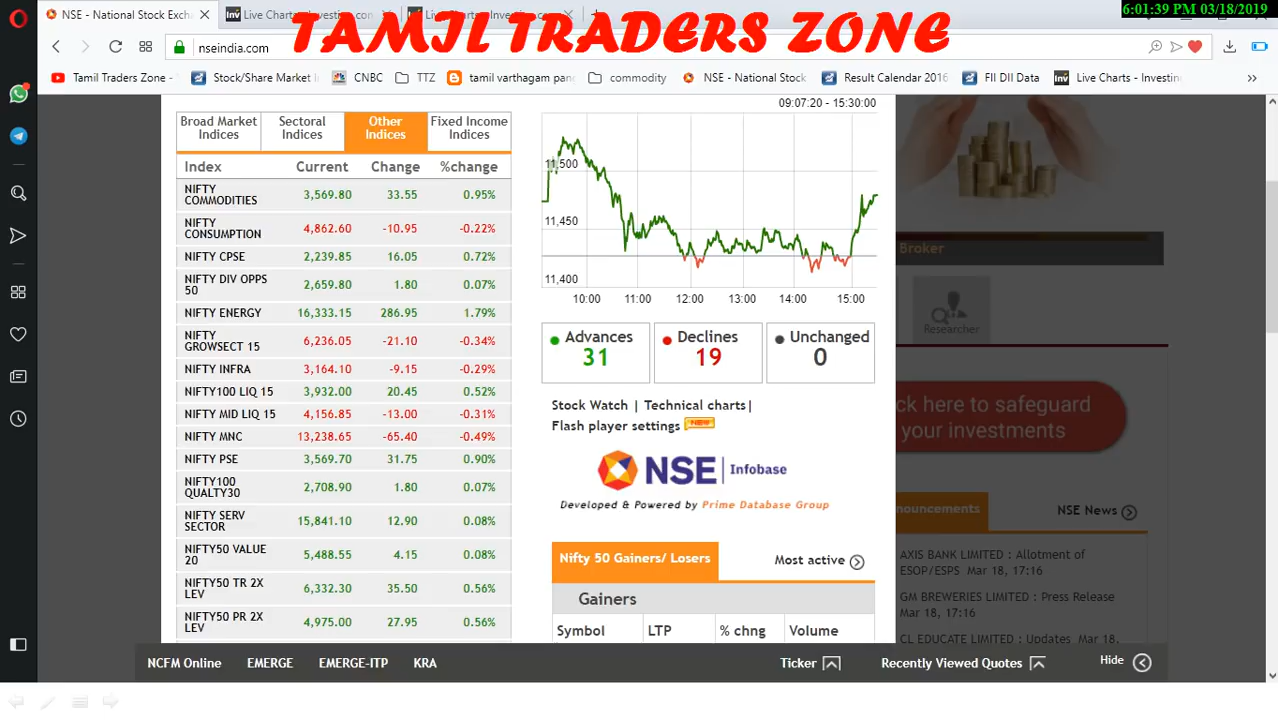 NSE - National Stock Exch
Live Charts - Investing.com
Live Charts - Investing.com
TAMIL TRADERS ZONE
6:01:39 PM 03/18/2019
nseindia.com
Tamil Traders Zone -
Stock/Share Market
CNBC
TTZ
tamil varthagam pan
commodity
NSE - National Stock
Result Calendar 2016
FII DII Data
Live Charts - Investin
09:07:20 - 15:30:00
Broad Market Indices
Sectoral Indices
Other Indices
Fixed Income Indices
Index Current Change %change
NIFTY COMMODITIES 3,569.80 33.55 0.95%
NIFTY CONSUMPTION 4,862.60 -10.95 -0.22%
NIFTYCPSE 2,239.85 16.05 0.72%
NIFTY DIV OPPS 50 2,659.80 1.80 0.07%
NIFTY ENERGY 16,333.15 286.95 1.79%
NIFTY GROWSECT 15 6,236.05 -21.10 -0.34%
NIFTY INFRA 3,164.10 -9.15 -0.29%
NIFTY100 LIQ 15 3,932.00 20.45 0.52%
NIFTY MID LIQ 15 4,156.85 -13.00 -0.31%
NIFTY MNC 13,238.65 -65.40 -0.49%
NIFTY PSE 3,569.70 31.75 0.90%
NIFTY100 QUALTY30 2,708.90 1.80 0.07%
NIFTY SERV SECTOR 15,841.10 12.90 0.08%
NIFTY50 VALUE 20 5,488.55 4.15 0.08%
NIFTY50 TR 2X LEV 6,332.30 35.50 0.56%
NIFTY50 PR 2X LEV 4,975.00 27.95 0.56%
11,500
11,450
11,400
10:00 11:00 12:00 13:00 14:00 15:00
Advances
31
Declines
19
Unchanged
0
Stock Watch | Technical charts|
Flash player settings NEW
NSE | Infobase
Developed & Powered by Prime Database Group
Nifty 50 Gainers/ Losers
Most active
Gainers
Symbol LTP % chng Volume
Broker
Researcher
ck here to safeguard
your investments
nouncements
NSE News
AXIS BANK LIMITED : Allotment of
ESOP/ESPS Mar 18, 17:16
GM BREWERIES LIMITED : Press Release
Mar 18, 17:16
CL EDUCATE LIMITED : Updates Mar 18,
NCFM Online
EMERGE
EMERGE-ITP
KRA
Ticker
Recently Viewed Quotes
Hide